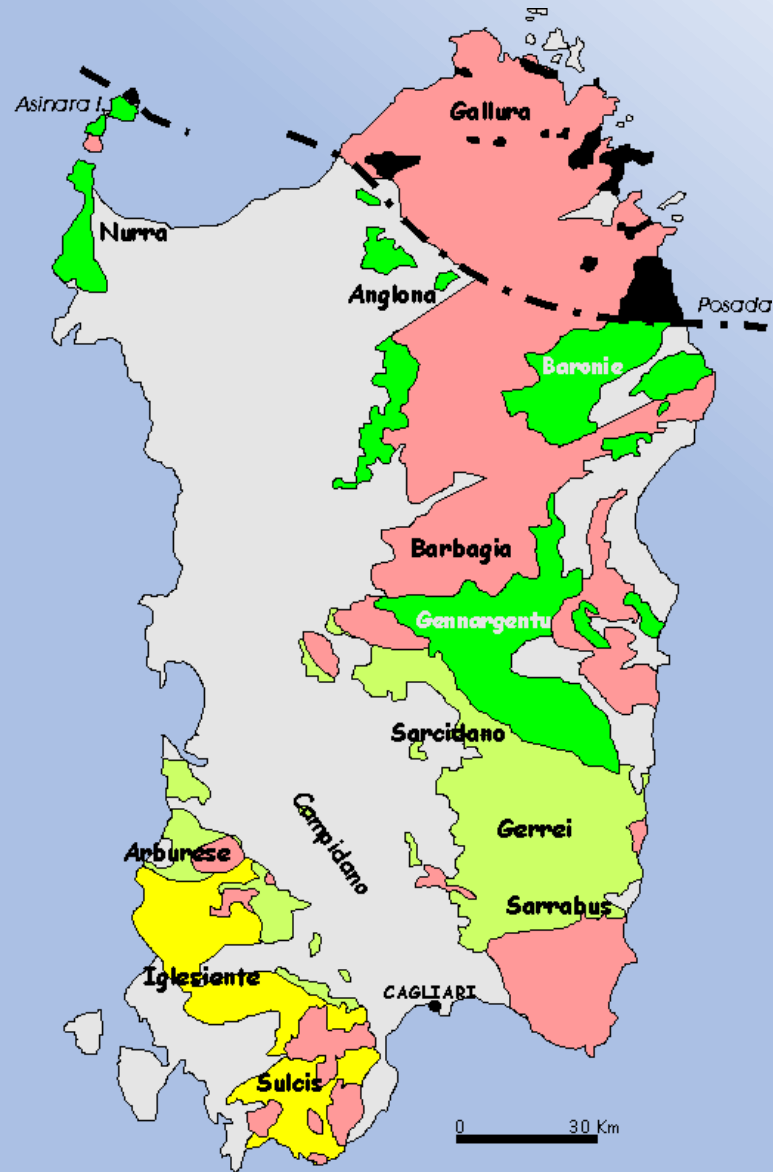 Gallura
Asinara I.
Nurra
Anglona
Posada
Baronie
Barbagia
Gennargentu
Sarcidano
Campidano
Gerrei
Arburese
Sarrabus
Iglesiente
CAGLIARI
Sulcis
0 30 Km